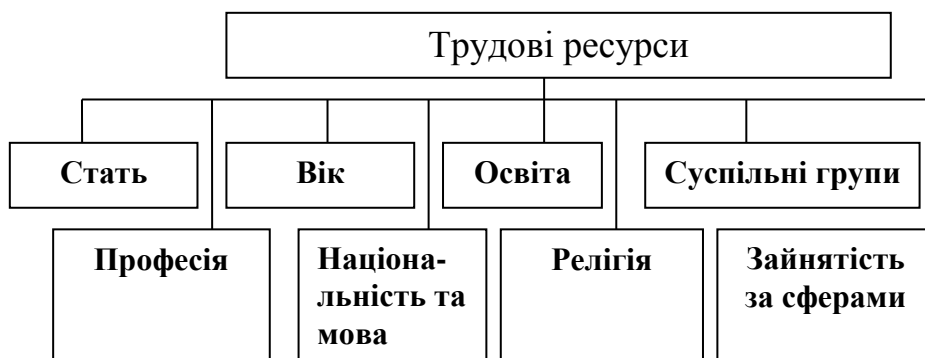 Трудові ресурси
Стать
Вік
Освіта
Суспільні групи
Професія
Націона-
льність та
мова
Релігія
Зайнятість
за сферами